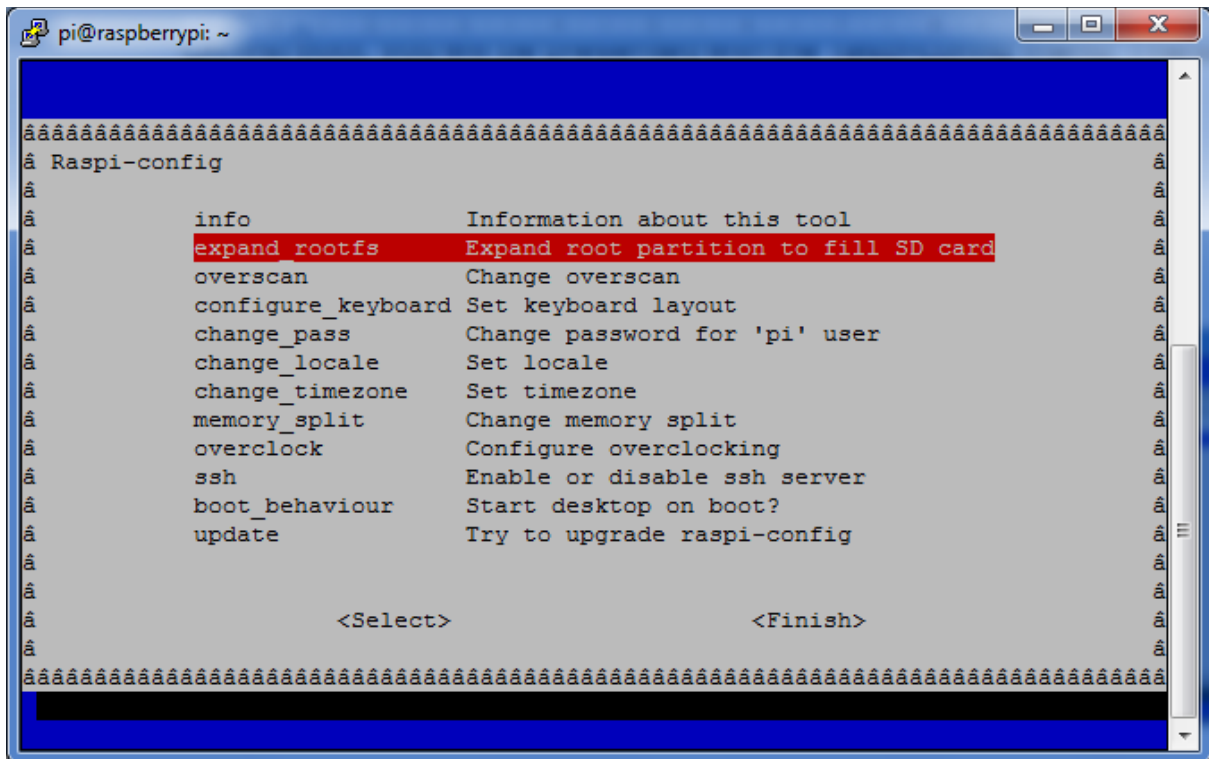 pi@raspberrypi: ~
ââââââââââââââââââââââââââââââââââââââââââââââââââââââââââââââââââââââââââââââââ
â Raspi-config â
â â
â info Information about this tool â
â expand_rootfs Expand root partition to fill SD card â
â overscan Change overscan â
â configure_keyboard Set keyboard layout â
â change_pass Change password for 'pi' user â
â change_locale Set locale â
â change_timezone Set timezone â
â memory_split Change memory split â
â overclock Configure overclocking â
â ssh Enable or disable ssh server â
â boot_behaviour Start desktop on boot? â
â update Try to upgrade raspi-config â
â â
â â
â <Select> <Finish> â
â â
ââââââââââââââââââââââââââââââââââââââââââââââââââââââââââââââââââââââââââââââââ